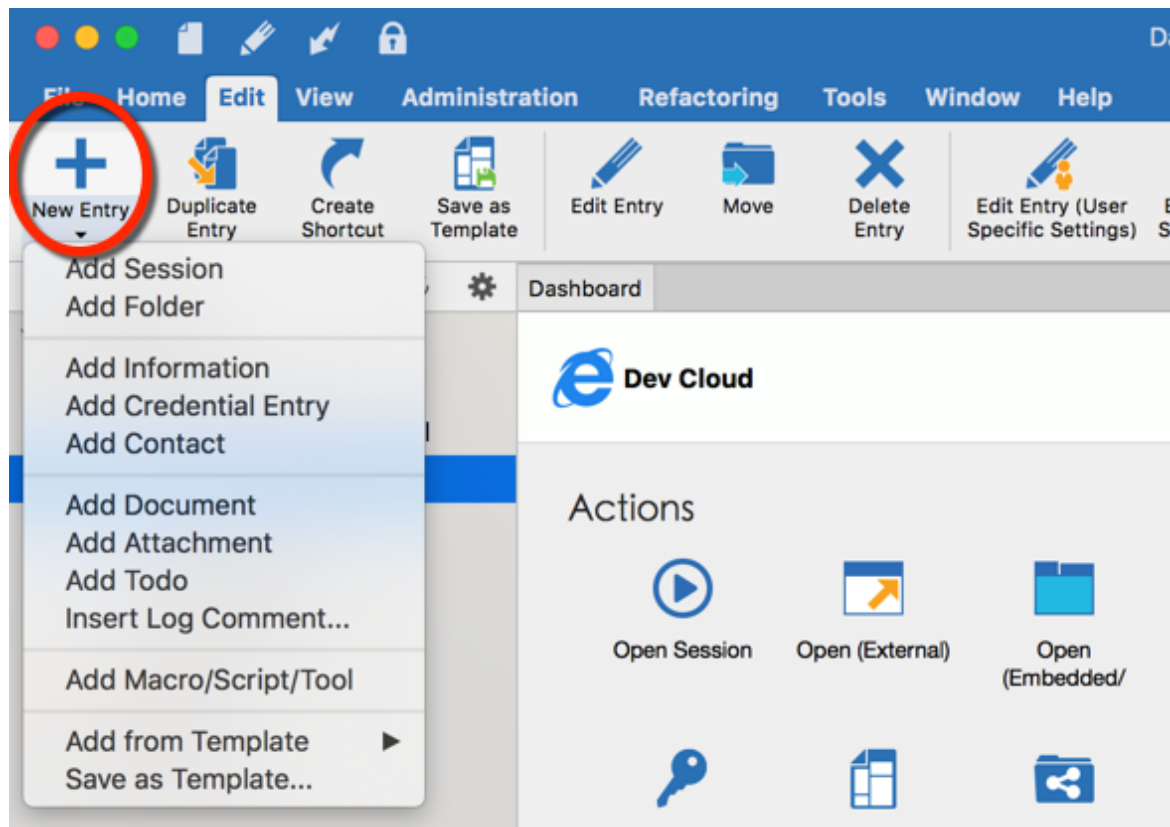 Da
File Home Edit View Administration Refactoring Tools Window Help
New Entry
Duplicate
Entry
Create
Shortcut
Save as
Template
Edit Entry
Move
Delete
Entry
Edit Entry (User
Specific Settings)
E
S
Add Session
Add Folder
Add Information
Add Credential Entry
Add Contact
Add Document
Add Attachment
Add Todo
Insert Log Comment...
Add Macro/Script/Tool
Add from Template
Save as Template...
Dashboard
Dev Cloud
Actions
Open Session
Open (External)
Open
(Embedded/